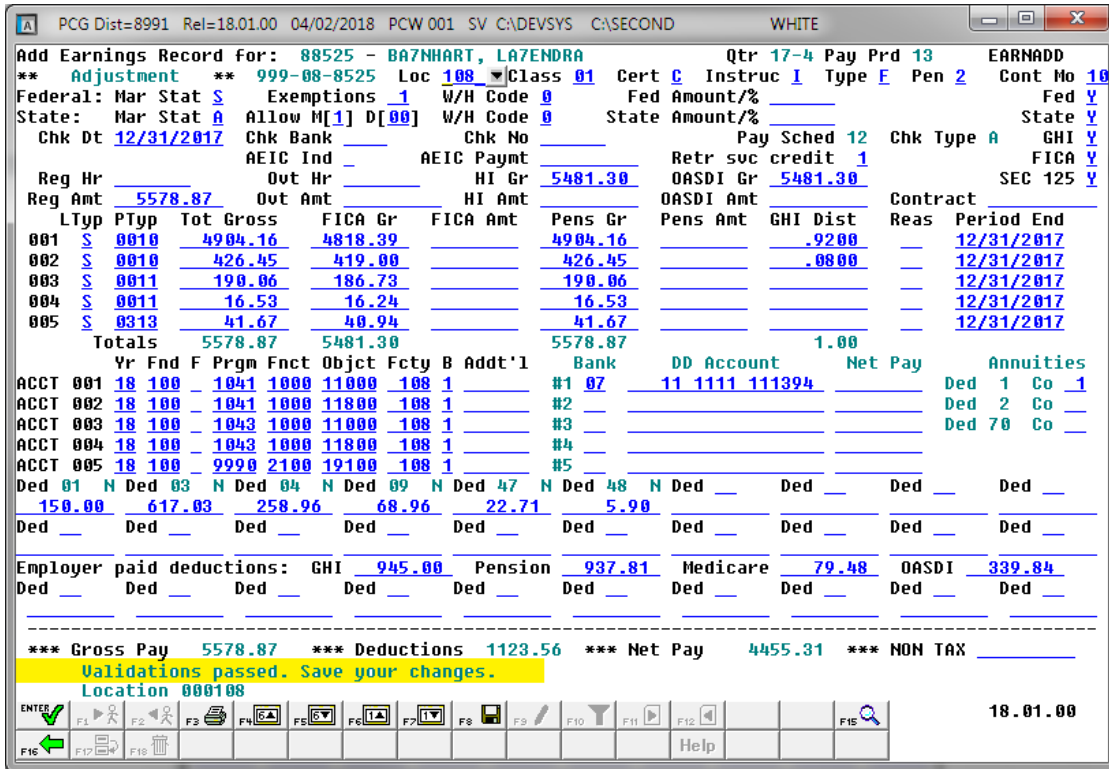 PCG Dist=8991 Rel=18.01.00 04/02/2018 PCW 001 SV C:\DEVSYS C:\SECOND WHITE
Add Earnings Record for: 88525 - BA7NHART, LA7ENDRA Qtr 17-4 Pay Prd 13 EARNADD
** Adjustment ** 999-08-8525 Loc 108 Class 01 Cert C Instruc I Type F Pen 2 Cont Mo 10
Federal: Mar Stat S Exemptions 1 W/H Code 0 Fed Amount/% Fed Y
State: Mar Stat A Allow M[1] D[00] W/H Code 0 State Amount/% State Y
Chk Dt 12/31/2017 Chk Bank Chk No Pay Sched 12 Chk Type A GHI Y
AEIC Ind AEIC Paymt Retr svc credit 1 FICA Y
Reg Hr Ovt Hr HI Gr 5481.30 OASDI Gr 5481.30 SEC 125 Y
Reg Amt 5578.87 Ovt Amt HI Amt OASDI Amt Contract
LTyp PTyp Tot Gross FICA Gr FICA Amt Pens Gr Pens Amt GHI Dist Reas Period End
001 S 0010 4904.16 4818.39 4904.16 .9200 12/31/2017
002 S 0010 426.45 419.00 426.45 .0800 12/31/2017
003 S 0011 190.06 186.73 190.06 12/31/2017
004 S 0011 16.53 16.24 16.53 12/31/2017
005 S 0313 41.67 40.94 41.67 12/31/2017
Totals 5578.87 5481.30 5578.87 1.00
Yr Fnd F Prgm Fnct Objct Fcty B Addt'l Bank DD Account Net Pay Annuities
ACCT 001 18 100 1041 1000 11000 108 1 #1 07 11 1111 111394 Ded 1 Co 1
ACCT 002 18 100 1041 1000 11800 108 1 #2 Ded 2 Co
ACCT 003 18 100 1043 1000 11000 108 1 #3 Ded 70 Co
ACCT 004 18 100 1043 1000 11800 108 1 #4
ACCT 005 18 100 9990 2100 19100 108 1 #5
Ded 01 N Ded 03 N Ded 04 N Ded 09 N Ded 47 N Ded 48 N Ded Ded Ded Ded
150.00 617.03 258.96 68.96 22.71 5.90
Ded Ded Ded Ded Ded Ded Ded Ded Ded Ded
Employer paid deductions: GHI 945.00 Pension 937.81 Medicare 79.48 OASDI 339.84
Ded Ded Ded Ded Ded Ded Ded Ded Ded Ded
*** Gross Pay 5578.87 *** Deductions 1123.56 *** Net Pay 4455.31 *** NON TAX
Validations passed. Save your changes.
Location 000108
ENTER F1 F2 F3 F4 6 F5 6 F6 1 F7 1 F8 F9 F10 F11 F12 F15 18.01.00
F16 F17 F18 Help